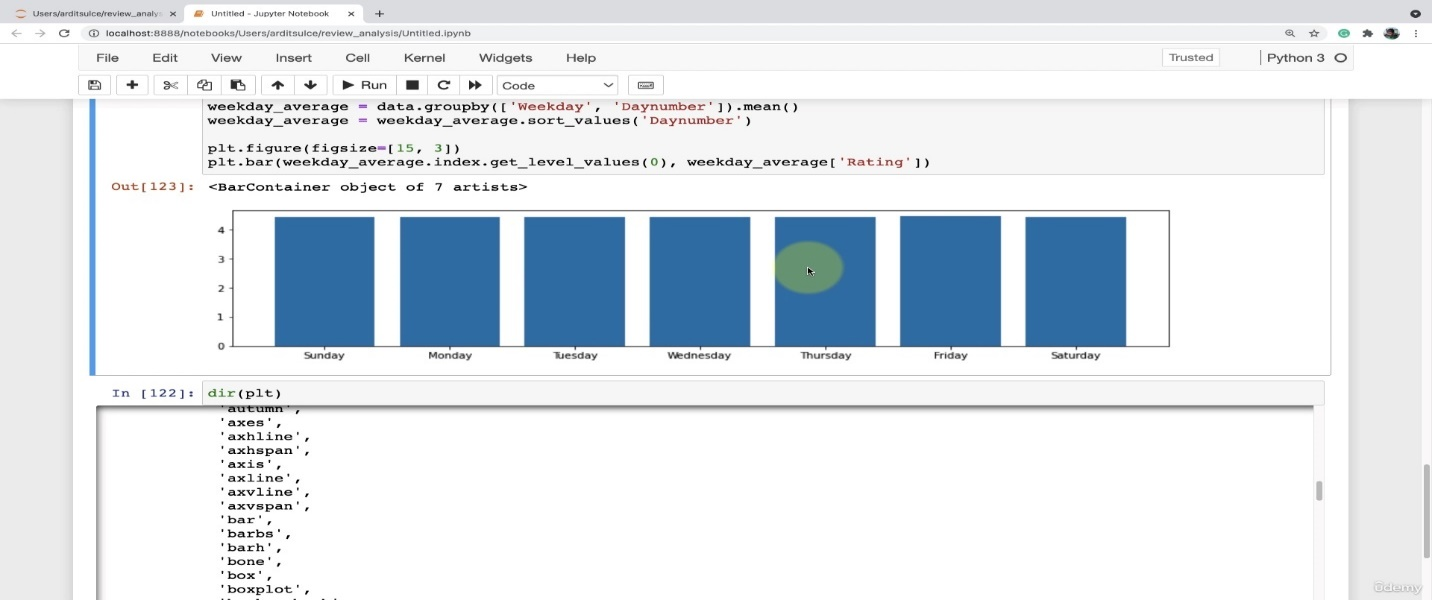 Users/arditsulce/review_analys
Untitled - Jupyter Notebook
localhost:8888/notebooks/Users/arditsulce/review_analysis/Untitled.ipynb
File Edit View Insert Cell Kernel Widgets Help Trusted Python 3
Run Code
weekday_average = data.groupby(['Weekday', 'Daynumber']).mean()
weekday_average = weekday_average.sort_values('Daynumber')
plt.figure(figsize=[15, 3])
plt.bar(weekday_average.index.get_level_values(0), weekday_average['Rating'])
Out[123]: <BarContainer object of 7 artists>
4
3
2
1
0
Sunday Monday Tuesday Wednesday Thursday Friday Saturday
In [122]: dir(plt)
'autumn',
'axes',
'axhline',
'axhspan',
'axis',
'axline',
'axvline',
'axvspan',
'bar',
'barbs',
'barh',
'bone',
'box',
'boxplot',
ûdemy